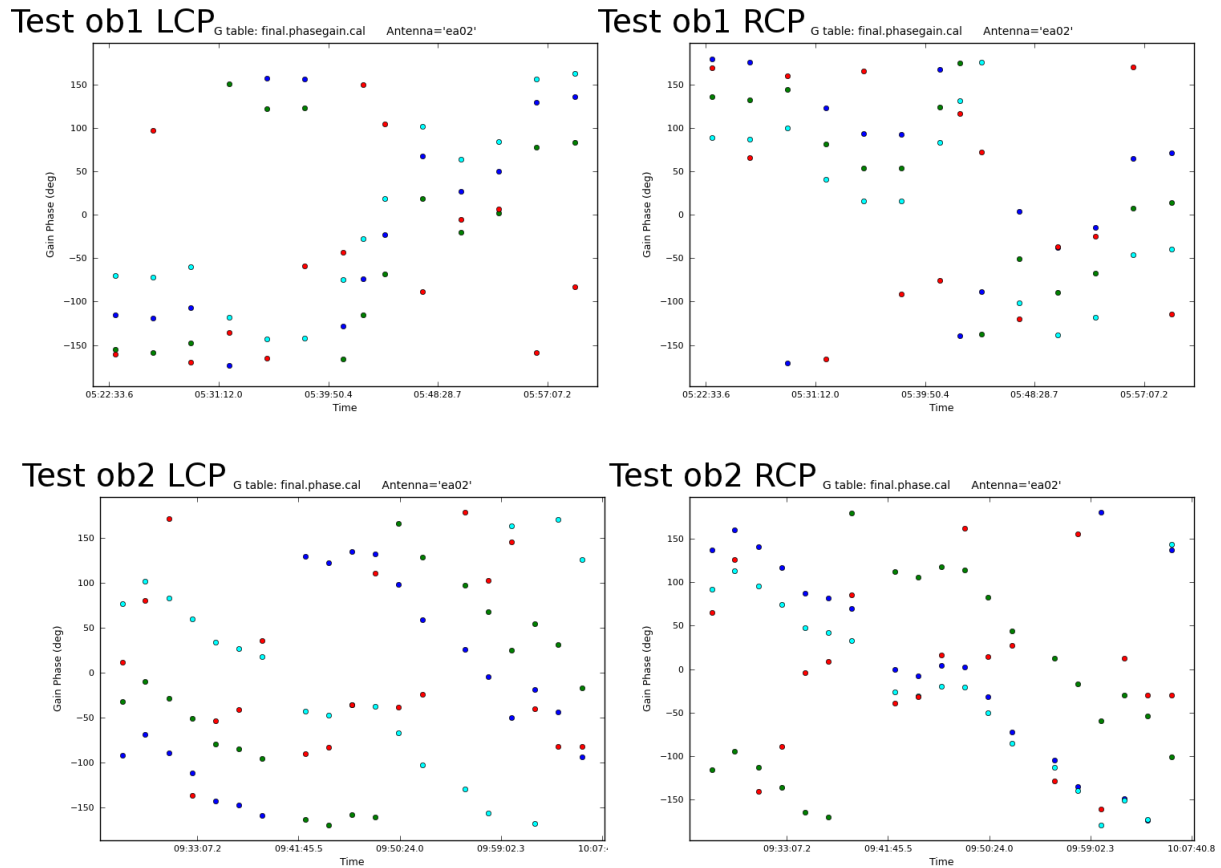 Test ob1 LCP
G table: final.phasegain.cal Antenna='ea02'
150
100
50
0
−50
−100
−150
Gain Phase (deg)
05:22:33.6 05:31:12.0 05:39:50.4 05:48:28.7 05:57:07.2
Time
Test ob1 RCP
G table: final.phasegain.cal Antenna='ea02'
150
100
50
0
−50
−100
−150
Gain Phase (deg)
05:22:33.6 05:31:12.0 05:39:50.4 05:48:28.7 05:57:07.2
Time
Test ob2 LCP
G table: final.phase.cal Antenna='ea02'
150
100
50
0
−50
−100
−150
Gain Phase (deg)
09:33:07.2 09:41:45.5 09:50:24.0 09:59:02.3 10:07:4
Time
Test ob2 RCP
G table: final.phase.cal Antenna='ea02'
150
100
50
0
−50
−100
−150
Gain Phase (deg)
09:33:07.2 09:41:45.5 09:50:24.0 09:59:02.3 10:07:40.8
Time